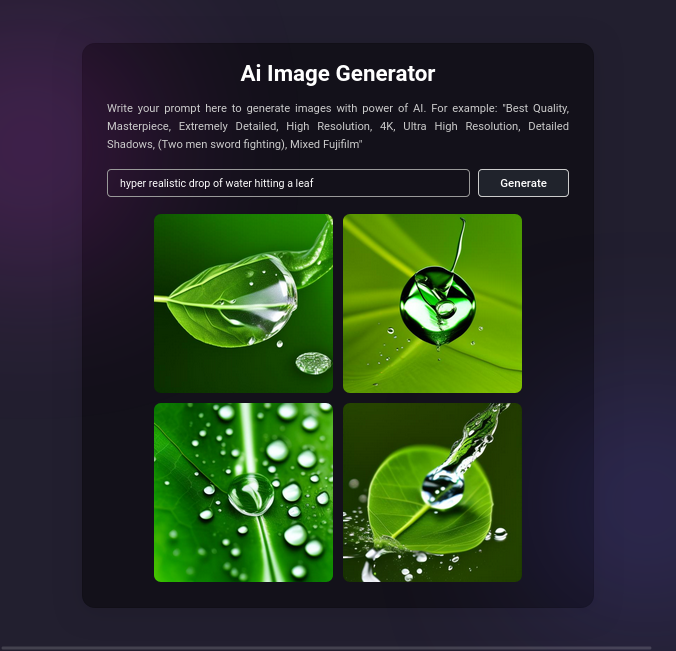 Ai Image Generator
Write your prompt here to generate images with power of AI. For example: "Best Quality,
Masterpiece, Extremely Detailed, High Resolution, 4K, Ultra High Resolution, Detailed
Shadows, (Two men sword fighting), Mixed Fujifilm"
hyper realistic drop of water hitting a leaf
Generate